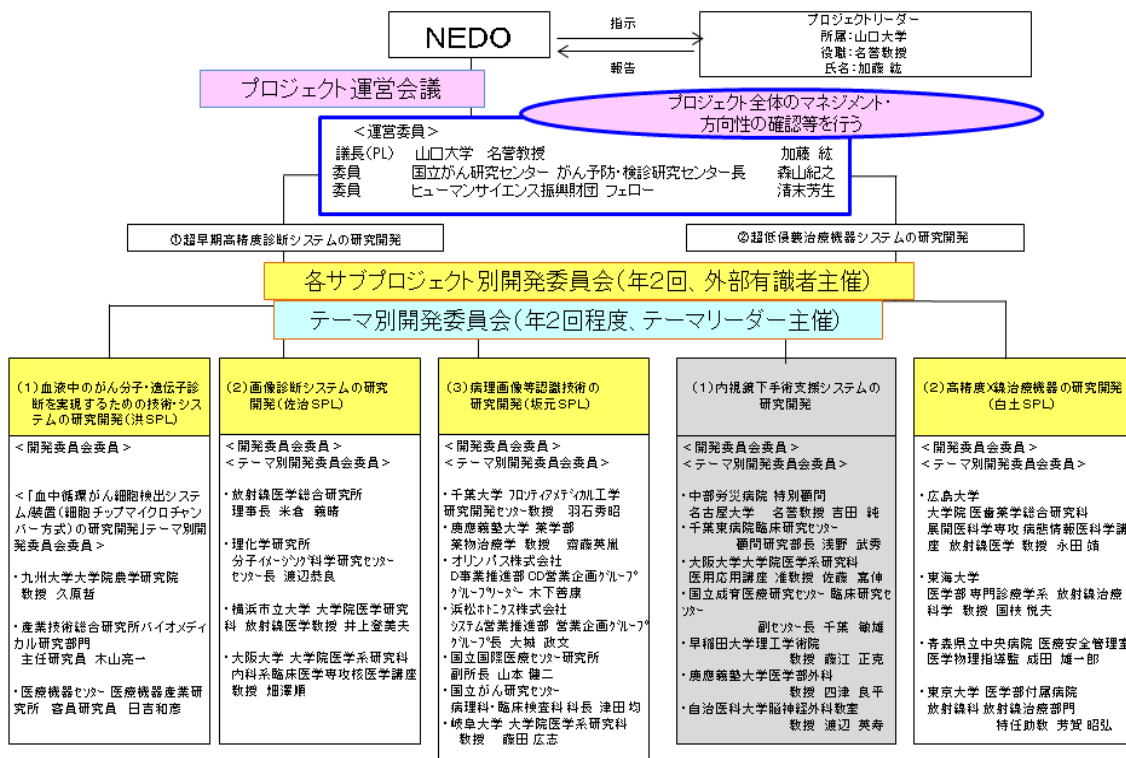 NEDO
指示
報告
プロジェクトリーダー
所属:山口大学
役職:名誉教授
氏名:加藤 紘
プロジェクト運営会議
プロジェクト全体のマネジメント・
方向性の確認等を行う
＜運営委員＞
議長(PL) 山口大学 名誉教授 加藤 紘
委員 国立がん研究センター がん予防・検診研究センター長 森山紀之
委員 ヒューマンサイエンス振興財団 フェロー 清末芳生
①超早期高精度診断システムの研究開発
②超低侵襲治療機器システムの研究開発
各サブプロジェクト別開発委員会(年2回、外部有識者主催)
テーマ別開発委員会(年2回程度、テーマリーダー主催)
(1)血液中のがん分子・遺伝子診
断を実現するための技術・シス
テムの研究開発(洪SPL)
＜開発委員会委員＞
＜「血中循環がん細胞検出システ
ム/装置(細胞チップマイクロチャン
バー方式)の研究開発」テーマ別開
発委員会委員＞
・九州大学大学院農学研究院
教授 久原哲
・産業技術総合研究所バイオメディ
カル研究部門
主任研究員 木山亮一
・医療機器センター 医療機器産業研
究所 客員研究員 日吉和彦
(2)画像診断システムの研究
開発(佐治SPL)
＜開発委員会委員＞
＜テーマ別開発委員会委員＞
・放射線医学総合研究所
理事長 米倉 義晴
・理化学研究所
分子イメージング科学研究センター
センター長 渡辺恭良
・横浜市立大学 大学院医学研究
科 放射線医学教授 井上登美夫
・大阪大学 大学院医学系研究科
内科系臨床医学専攻核医学講座
教授 畑澤順
(3)病理画像等認識技術の
研究開発(坂元SPL)
＜開発委員会委員＞
＜テーマ別開発委員会委員＞
・千葉大学 フロンティアメディカル工学
研究開発センター教授 羽石秀昭
・慶應義塾大学 薬学部
薬物治療学 教授 齋藤英胤
・オリンパス株式会社
D事業推進部 CD営業企画グループ
グループリーダー 木下善康
・浜松ホトニクス株式会社
システム営業推進部 営業企画グループ
グループ長 大城 政文
・国立国際医療センター研究所
副所長 山本 健二
・国立がん研究センター
病理科・臨床検査科 科長 津田 均
・岐阜大学 大学院医学系研究科
教授 藤田 広志
(1)内視鏡下手術支援システムの
研究開発
＜開発委員会委員＞
＜テーマ別開発委員会委員＞
・中部労災病院 特別顧問
名古屋大学 名誉教授 吉田 純
・千葉東病院臨床研究センター
顧問研究部長 浅野 武秀
・大阪大学大学院医学系研究科
医用応用講座 准教授 佐藤 嘉伸
・国立成育医療研究センター 臨床研究セ
ンター
副センター長 千葉 敏雄
・早稲田大学理工学術院
教授 藤江 正克
・慶應義塾大学医学部外科
教授 四津 良平
・自治医科大学脳神経外科教室
教授 渡辺 英寿
(2)高精度X線治療機器の研究開発
(白土SPL)
＜開発委員会委員＞
＜テーマ別開発委員会委員＞
・広島大学
大学院 医歯薬学総合研究科
展開医科学専攻 病態情報医科学講
座 放射線医学 教授 永田 靖
・東海大学
医学部専門診療学系 放射線治療
科学 教授 国枝 悦夫
・青森県立中央病院 医療安全管理室
医学物理指導監 成田 雄一郎
・東京大学 医学部付属病院
放射線科 放射線治療部門
特任助教 芳賀 昭弘